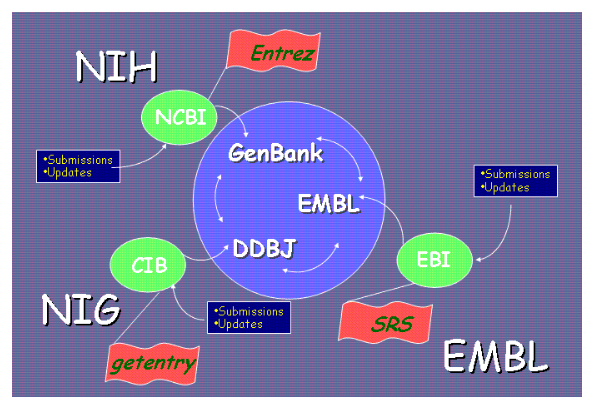 Entrez
NIH
NCBI
GenBank
•Submissions
•Updates
•Submissions
•Updates
EMBL
DDBJ
CIB
EBI
NIG
•Submissions
•Updates
SRS
getentry
EMBL